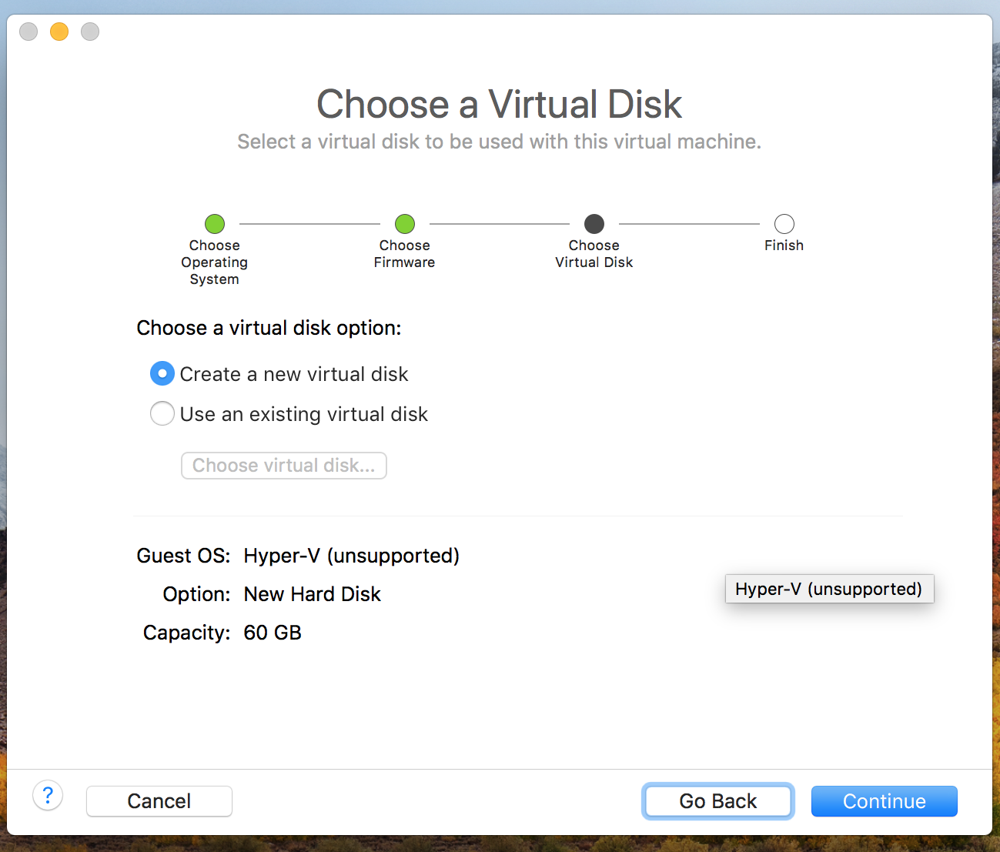 Choose a Virtual Disk
Select a virtual disk to be used with this virtual machine.
Choose
Operating
System
Choose
Firmware
Choose
Virtual Disk
Finish
Choose a virtual disk option:
Create a new virtual disk
Use an existing virtual disk
Choose virtual disk...
Guest OS: Hyper-V (unsupported)
Hyper-V (unsupported)
Option: New Hard Disk
Capacity: 60 GB
?
Cancel
Go Back
Continue